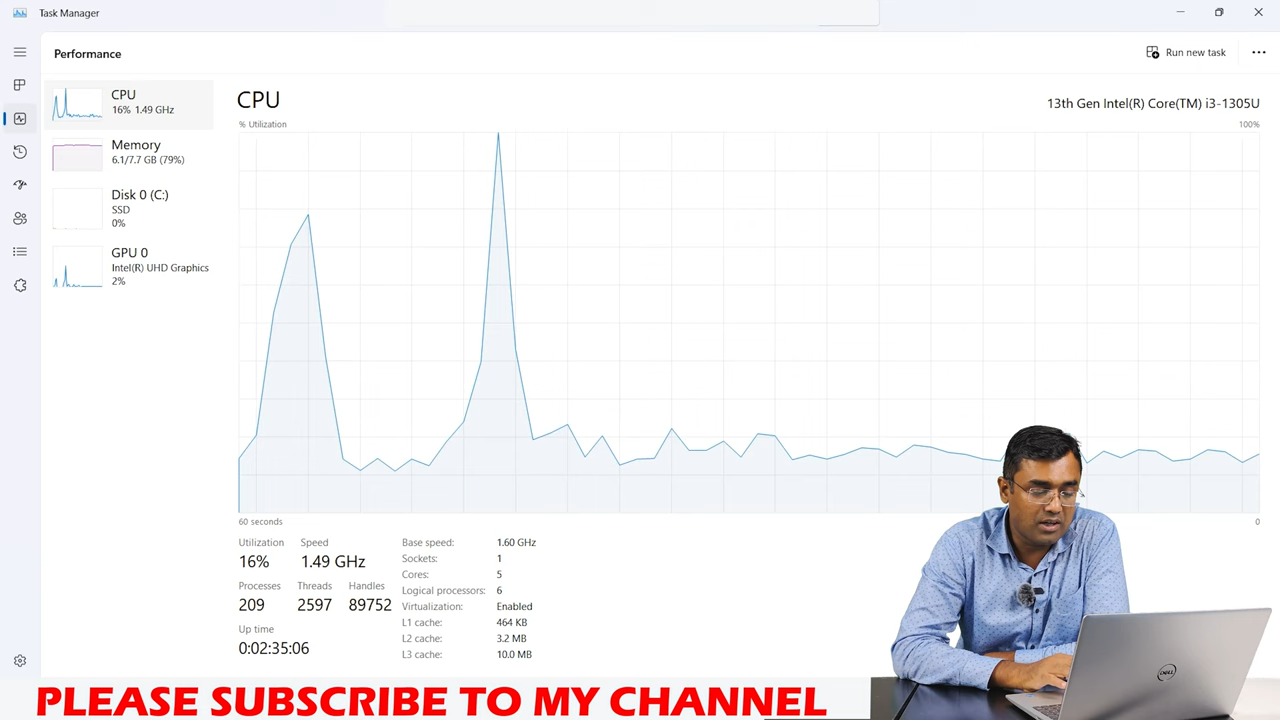 Task Manager
Performance
Run new task
CPU
16% 1.49 GHz
Memory
6.1/7.7 GB (79%)
Disk 0 (C:)
SSD
0%
GPU 0
Intel(R) UHD Graphics
2%
CPU
13th Gen Intel(R) Core(TM) i3-1305U
% Utilization
100%
60 seconds
0
Utilization
16%
Speed
1.49 GHz
Processes
209
Threads
2597
Handles
89752
Up time
0:02:35:06
Base speed: 1.60 GHz
Sockets: 1
Cores: 5
Logical processors: 6
Virtualization: Enabled
L1 cache: 464 KB
L2 cache: 3.2 MB
L3 cache: 10.0 MB
DELL
PLEASE SUBSCRIBE TO MY CHANNEL